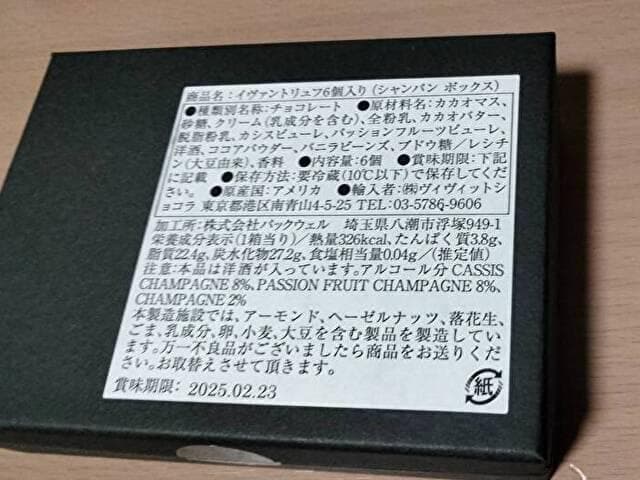 商品名：イヴァントリュフ6個入り（シャンパン ボックス）
●種類別名称：チョコレート ●原材料名：カカオマス、
砂糖、クリーム（乳成分を含む）、全粉乳、カカオバター、
脱脂粉乳、カシスピューレ、パッションフルーツピューレ、
洋酒、ココアパウダー、バニラビーンズ、ブドウ糖／レシチ
ン（大豆由来）、香料 ●内容量：6個 ●賞味期限：下記
に記載 ●保存方法：要冷蔵（10℃以下）で保存してくだ
さい。 ●原産国：アメリカ ●輸入者：㈱ヴィヴィットシ
ョコラ 東京都港区南青山4-5-25 TEL：03-5786-9606
加工所：株式会社パックウェル 埼玉県八潮市浮塚949-1
栄養成分表示（1箱当り）／熱量326kcal、たんぱく質3.8g、
脂質22.4g、炭水化物27.2g、食塩相当量0.04g／（推定値）
注意：本品は洋酒が入っています。アルコール分 CASSIS
CHAMPAGNE 8%、PASSION FRUIT CHAMPAGNE 8%、
CHAMPAGNE 2%
本製造施設では、アーモンド、ヘーゼルナッツ、落花生、
ごま、乳成分、卵、小麦、大豆を含む製品を製造してい
ます。万一不良品がございましたら商品をお送りくだ
さい。お取替えさせて頂きます。
賞味期限： 2025.02.23
紙